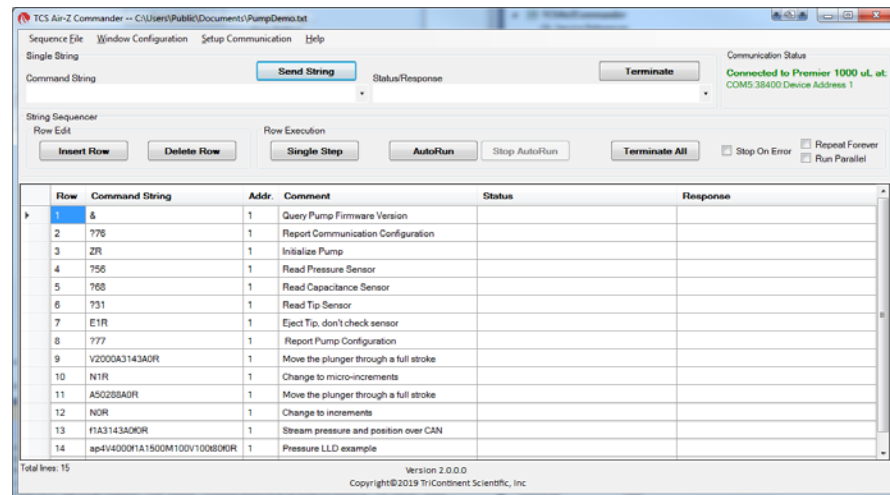 TCS Air-Z Commander -- C:\Users\Public\Documents\PumpDemo.txt
Sequence File Window Configuration Setup Communication Help
Single String
Command String
Send String
Status/Response
Terminate
Communication Status
Connected to Premier 1000 uL at:
COM5:38400:Device Address 1
String Sequencer
Row Edit
Row Execution
Insert Row Delete Row Single Step AutoRun Stop AutoRun Terminate All Stop On Error Repeat Forever
Run Parallel
Row Command String Addr. Comment Status Response
1 & 1 Query Pump Firmware Version
2 ?76 1 Report Communication Configuration
3 ZR 1 Initialize Pump
4 ?56 1 Read Pressure Sensor
5 ?68 1 Read Capacitance Sensor
6 ?31 1 Read Tip Sensor
7 E1R 1 Eject Tip, don't check sensor
8 ?77 1 Report Pump Configuration
9 V2000A3143A0R 1 Move the plunger through a full stroke
10 N1R 1 Change to micro-increments
11 A50288A0R 1 Move the plunger through a full stroke
12 N0R 1 Change to increments
13 f1A3143A0f0R 1 Stream pressure and position over CAN
14 ap4V4000f1A1500M100V100t80f0R 1 Pressure LLD example
Total lines: 15
Version 2.0.0.0
Copyright©2019 TriContinent Scientific, Inc